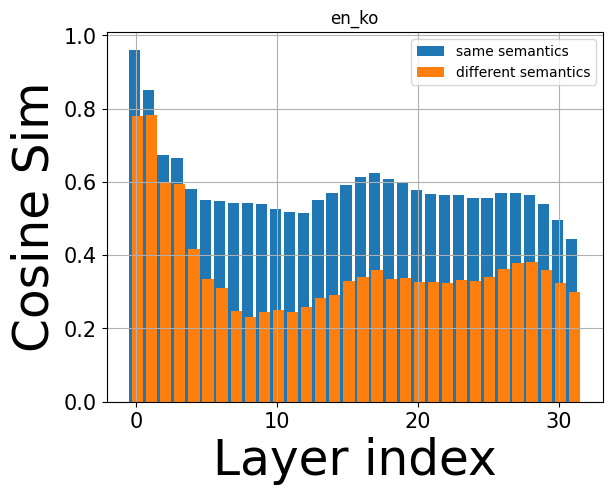 en_ko
same semantics
different semantics
Cosine Sim
1.0
0.8
0.6
0.4
0.2
0.0
0 10 20 30
Layer index